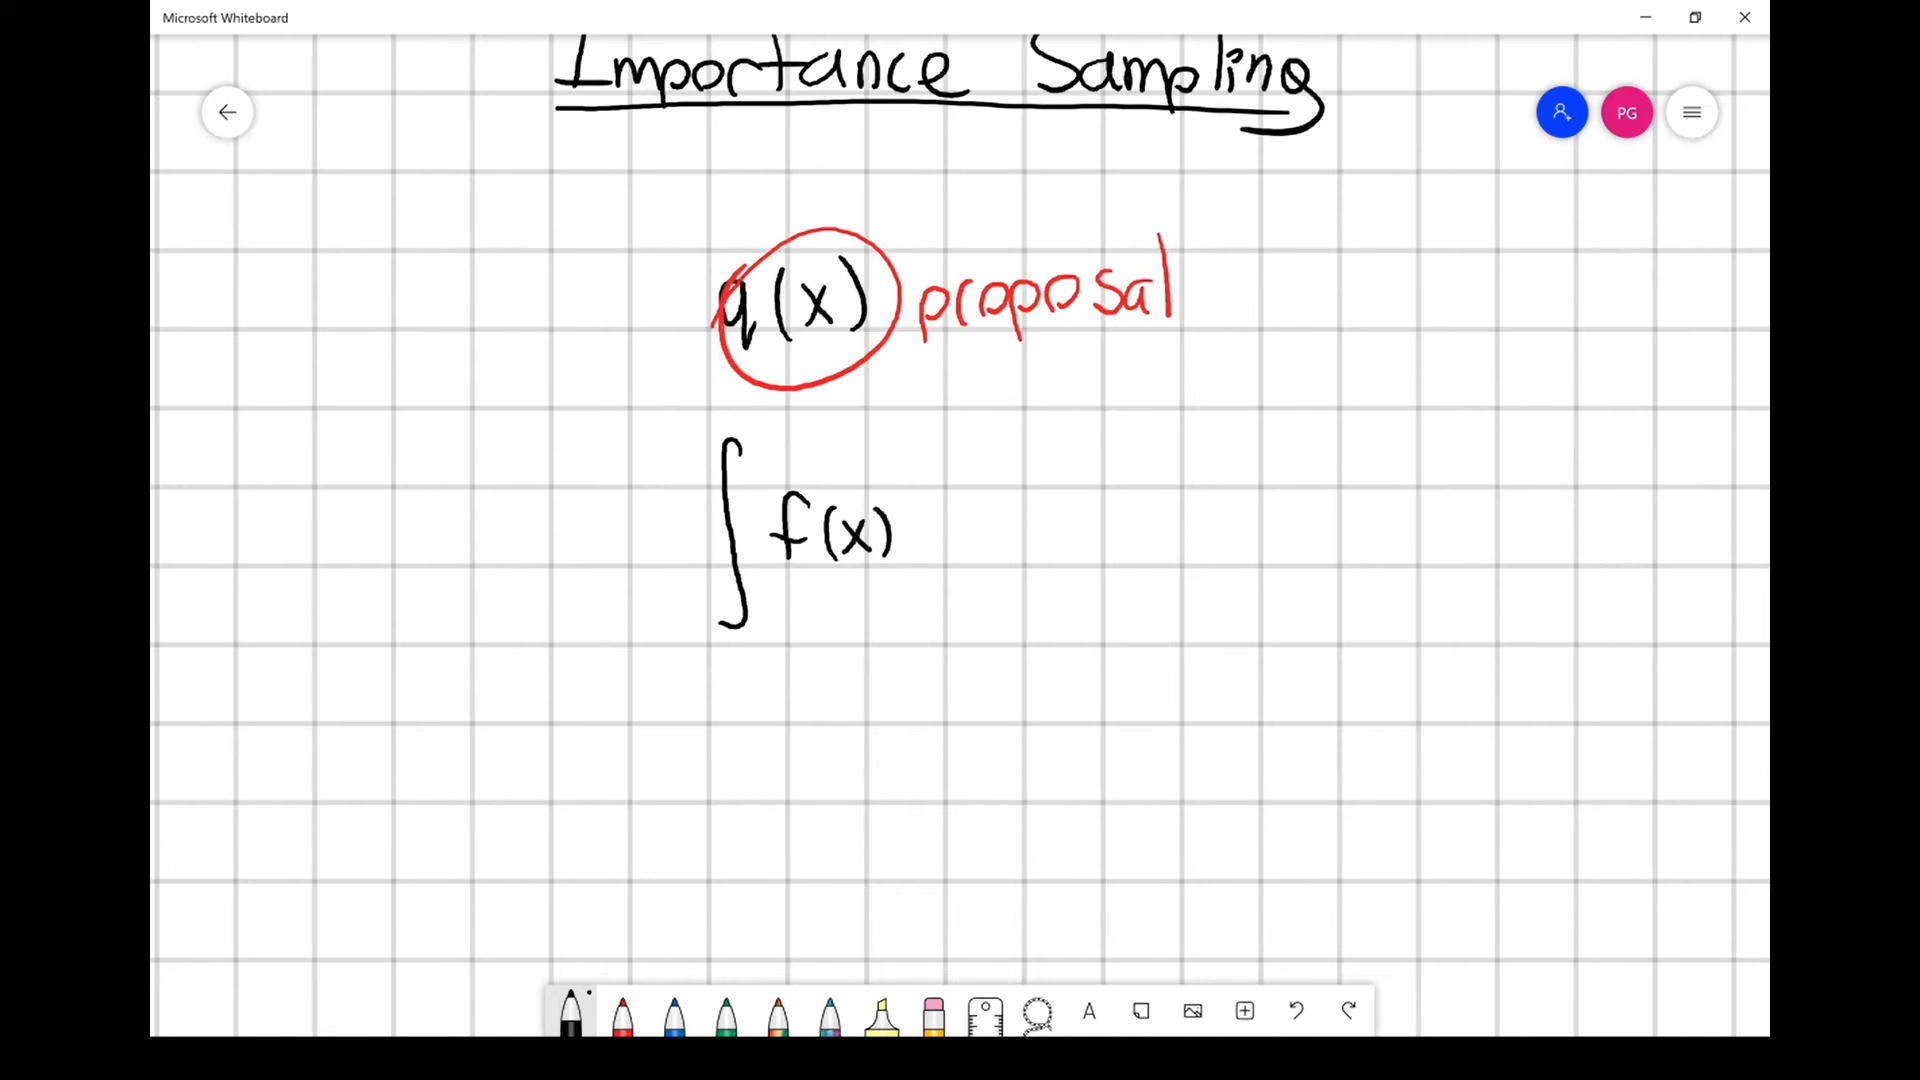 Microsoft Whiteboard
Importance Sampling
PG
q(x) proposal
∫ f(x)
A